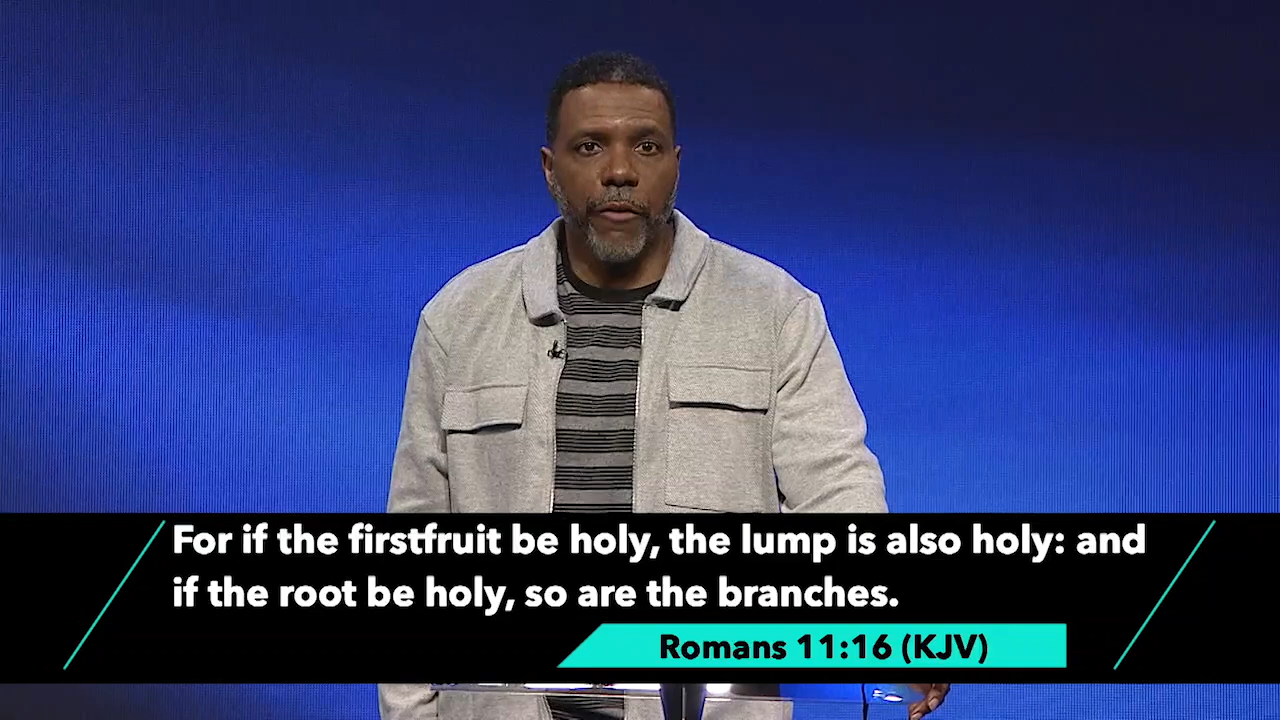 For if the firstfruit be holy, the lump is also holy: and
if the root be holy, so are the branches.
Romans 11:16 (KJV)